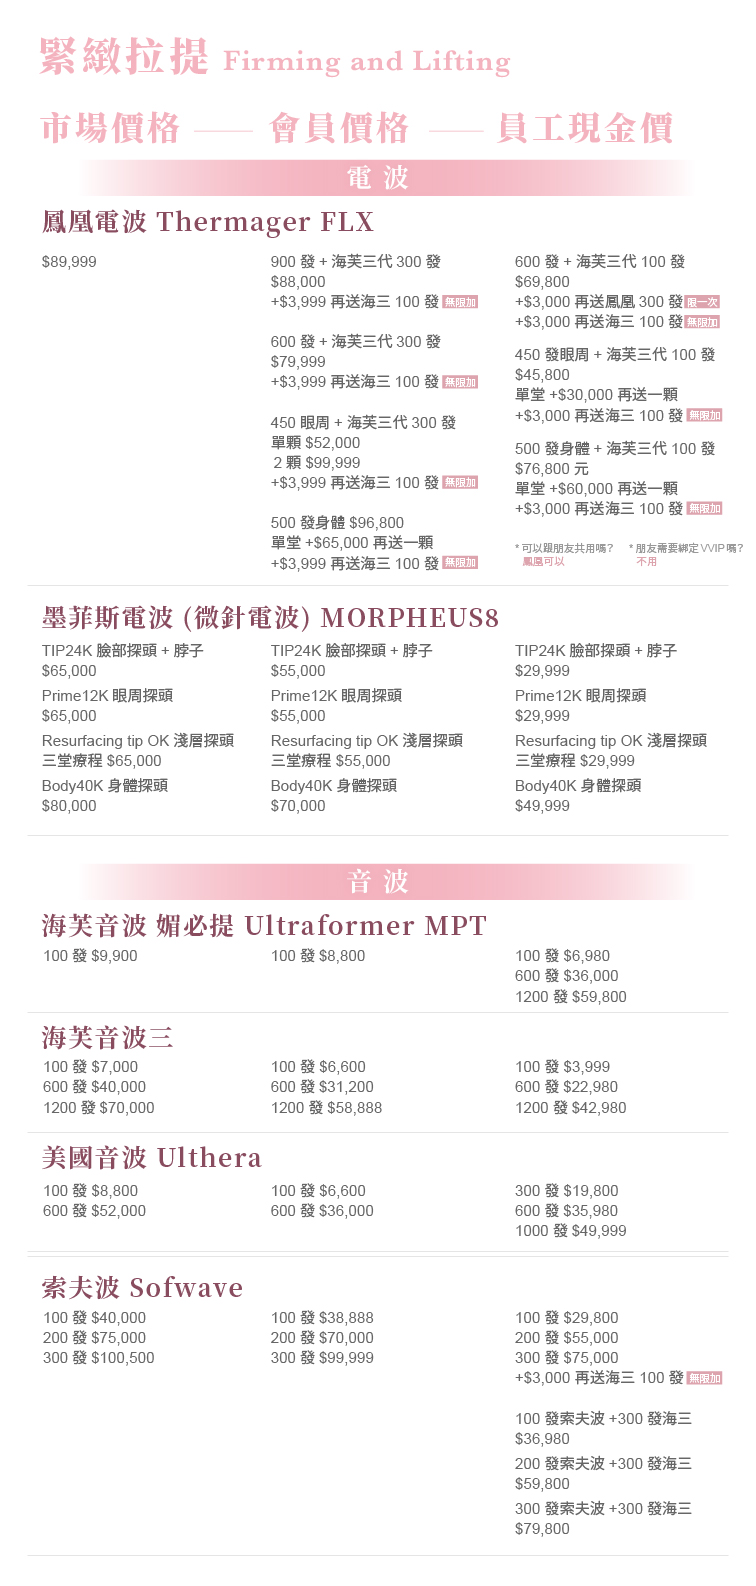 緊緻拉提 Firming and Lifting
市場價格 —— 會員價格 —— 員工現金價
電波
鳳凰電波 Thermager FLX
$89,999
900 發 + 海芙三代 300 發
$88,000
+$3,999 再送海三 100 發 無限加
600 發 + 海芙三代 300 發
$79,999
+$3,999 再送海三 100 發 無限加
450 眼周 + 海芙三代 300 發
單顆 $52,000
2 顆 $99,999
+$3,999 再送海三 100 發 無限加
500 發身體 $96,800
單堂 +$65,000 再送一顆
+$3,999 再送海三 100 發 無限加
600 發 + 海芙三代 100 發
$69,800
+$3,000 再送鳳凰 300 發 限一次
+$3,000 再送海三 100 發 無限加
450 發眼周 + 海芙三代 100 發
$45,800
單堂 +$30,000 再送一顆
+$3,000 再送海三 100 發 無限加
500 發身體 + 海芙三代 100 發
$76,800 元
單堂 +$60,000 再送一顆
+$3,000 再送海三 100 發 無限加
* 可以跟朋友共用嗎? * 朋友需要綁定 VVIP 嗎?
鳳凰可以 不用
墨菲斯電波 (微針電波) MORPHEUS8
TIP24K 臉部探頭 + 脖子
$65,000
Prime12K 眼周探頭
$65,000
Resurfacing tip OK 淺層探頭
三堂療程 $65,000
Body40K 身體探頭
$80,000
TIP24K 臉部探頭 + 脖子
$55,000
Prime12K 眼周探頭
$55,000
Resurfacing tip OK 淺層探頭
三堂療程 $55,000
Body40K 身體探頭
$70,000
TIP24K 臉部探頭 + 脖子
$29,999
Prime12K 眼周探頭
$29,999
Resurfacing tip OK 淺層探頭
三堂療程 $29,999
Body40K 身體探頭
$49,999
音波
海芙音波 媚必提 Ultraformer MPT
100 發 $9,900
100 發 $8,800
100 發 $6,980
600 發 $36,000
1200 發 $59,800
海芙音波三
100 發 $7,000
600 發 $40,000
1200 發 $70,000
100 發 $6,600
600 發 $31,200
1200 發 $58,888
100 發 $3,999
600 發 $22,980
1200 發 $42,980
美國音波 Ulthera
100 發 $8,800
600 發 $52,000
100 發 $6,600
600 發 $36,000
300 發 $19,800
600 發 $35,980
1000 發 $49,999
索夫波 Sofwave
100 發 $40,000
200 發 $75,000
300 發 $100,500
100 發 $38,888
200 發 $70,000
300 發 $99,999
100 發 $29,800
200 發 $55,000
300 發 $75,000
+$3,000 再送海三 100 發 無限加
100 發索夫波 +300 發海三
$36,980
200 發索夫波 +300 發海三
$59,800
300 發索夫波 +300 發海三
$79,800